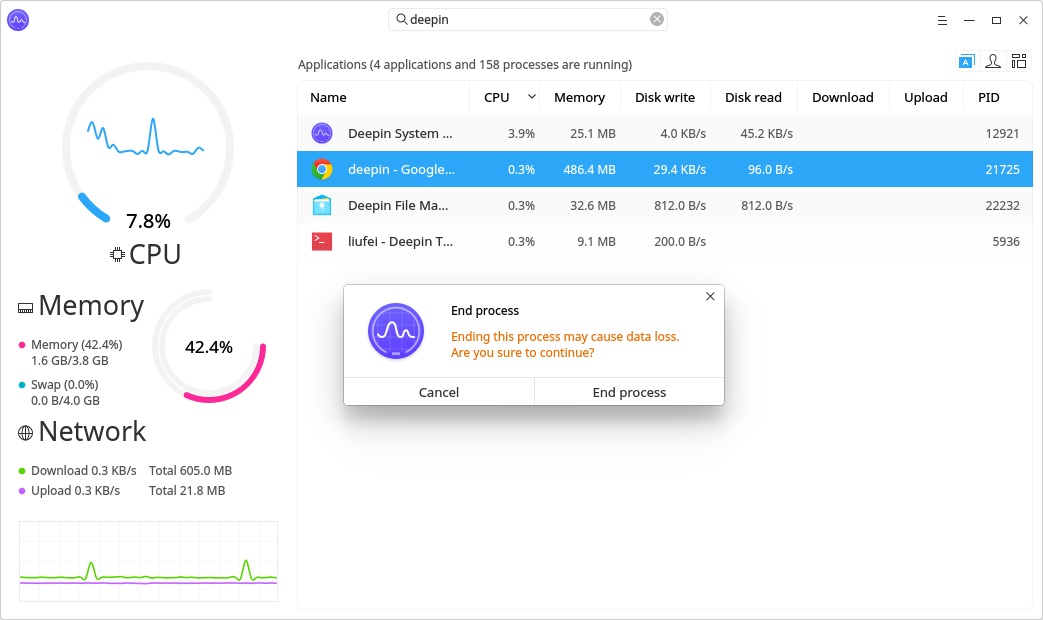 deepin
Applications (4 applications and 158 processes are running)
A
Name CPU Memory Disk write Disk read Download Upload PID
Deepin System ... 3.9% 25.1 MB 4.0 KB/s 45.2 KB/s 12921
deepin - Google... 0.3% 486.4 MB 29.4 KB/s 96.0 B/s 21725
Deepin File Ma... 0.3% 32.6 MB 812.0 B/s 812.0 B/s 22232
liufei - Deepin T... 0.3% 9.1 MB 200.0 B/s 5936
7.8%
CPU
Memory
Memory (42.4%)
1.6 GB/3.8 GB
Swap (0.0%)
0.0 B/4.0 GB
42.4%
Network
Download 0.3 KB/s Total 605.0 MB
Upload 0.3 KB/s Total 21.8 MB
End process
Ending this process may cause data loss.
Are you sure to continue?
Cancel End process